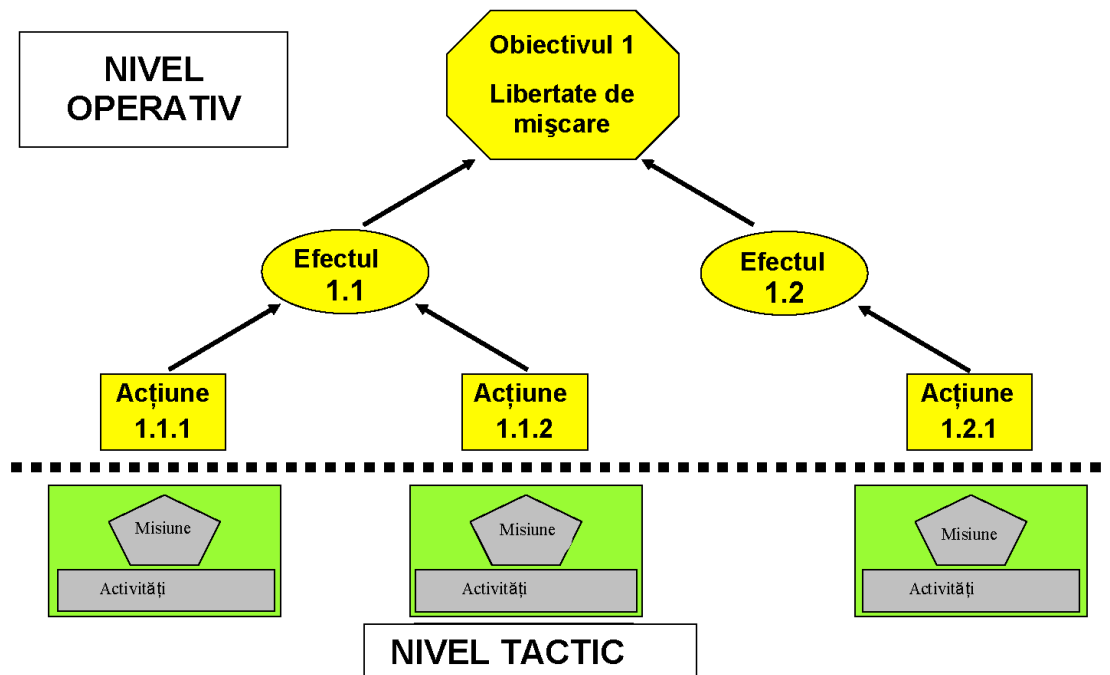 NIVEL
OPERATIV
Obiectivul 1
Libertate de
mişcare
Efectul
1.1
Efectul
1.2
Acțiune
1.1.1
Acțiune
1.1.2
Acțiune
1.2.1
Misiune
Activități
Misiune
Activități
Misiune
Activități
NIVEL TACTIC